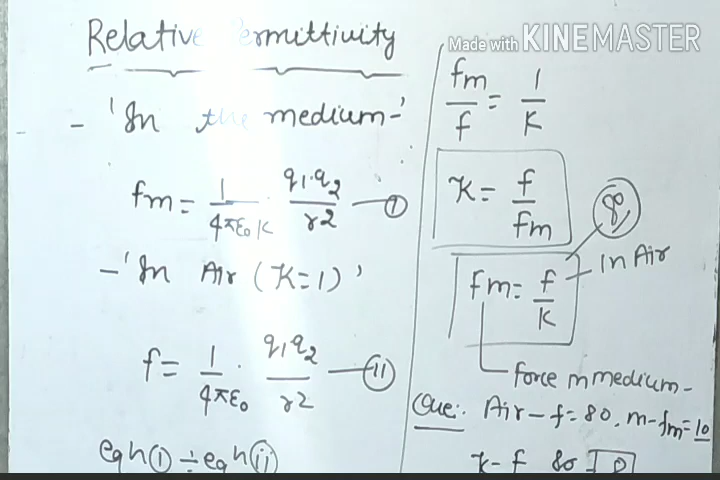 Relative Permittivity
- 'In the medium-'
fm = 1/4πε₀K · q₁·q₂/r2 — (i)
- 'In Air (K=1)'
f = 1/4πε₀ · q₁q₂/r2 — (ii)
eqn (i) ÷ eqn (ii)
Made with KINEMASTER
fm/f = 1/K
K = f/fm
fm = f/K
in Air
force in medium-
Que:. Air - f=80, m-fm=10
K - f 80